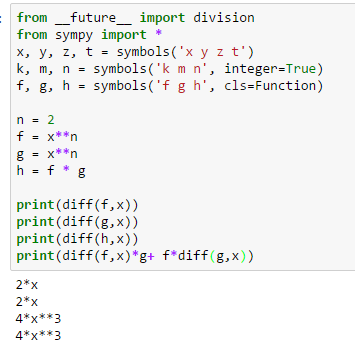 from __future__ import division
from sympy import *
x, y, z, t = symbols('x y z t')
k, m, n = symbols('k m n', integer=True)
f, g, h = symbols('f g h', cls=Function)

n = 2
f = x**n
g = x**n
h = f * g

print(diff(f,x))
print(diff(g,x))
print(diff(h,x))
print(diff(f,x)*g+ f*diff(g,x))
2*x
2*x
4*x**3
4*x**3